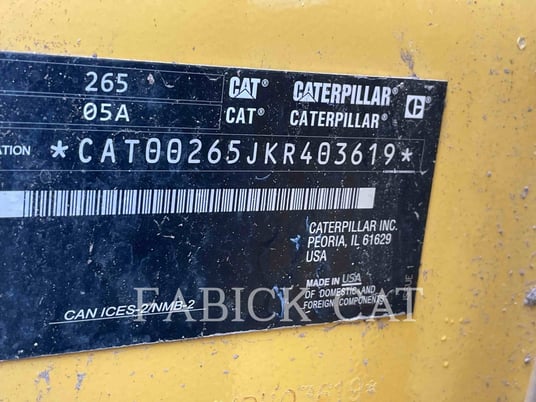 265 CAT® CATERPILLAR®
05A CAT® CATERPILLAR®
ATION *CAT00265JKR403619*
CATERPILLAR INC.
PEORIA, IL 61629
USA
MADE IN USA
OF DOMESTIC AND
FOREIGN COMPONENTS
CAN ICES-2/NMB-2
FABICK CAT